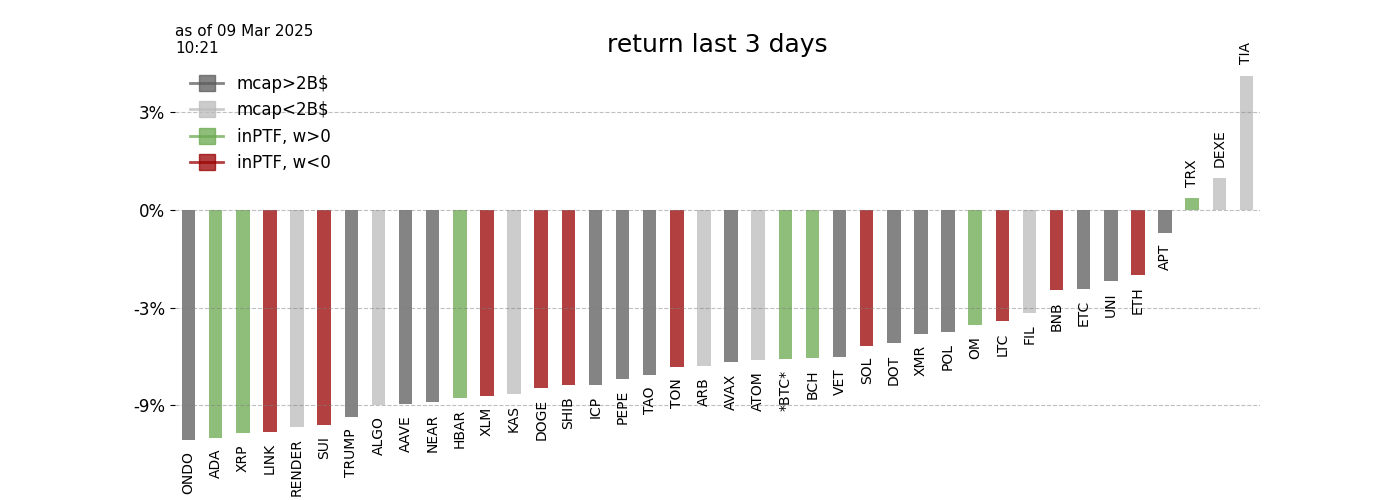 as of 09 Mar 2025
10:21
return last 3 days
mcap>2B$
mcap<2B$
inPTF, w>0
inPTF, w<0
3%
0%
-3%
-9%
ONDO
ADA
XRP
LINK
RENDER
SUI
TRUMP
ALGO
AAVE
NEAR
HBAR
XLM
KAS
DOGE
SHIB
ICP
PEPE
TAO
TON
ARB
AVAX
ATOM
*BTC*
BCH
VET
SOL
DOT
XMR
POL
OM
LTC
FIL
BNB
ETC
UNI
ETH
APT
TRX
DEXE
TIA